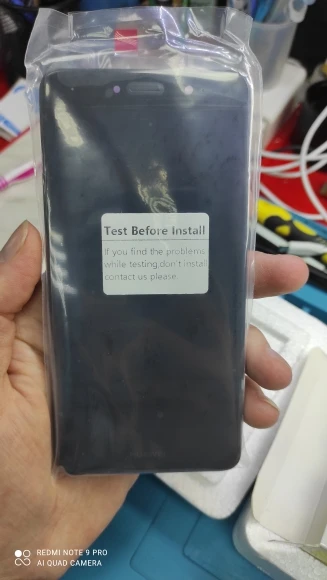 Test Before Install
If you find the problems
while testing,don't install
contact us please.
REDMI NOTE 9 PRO
AI QUAD CAMERA